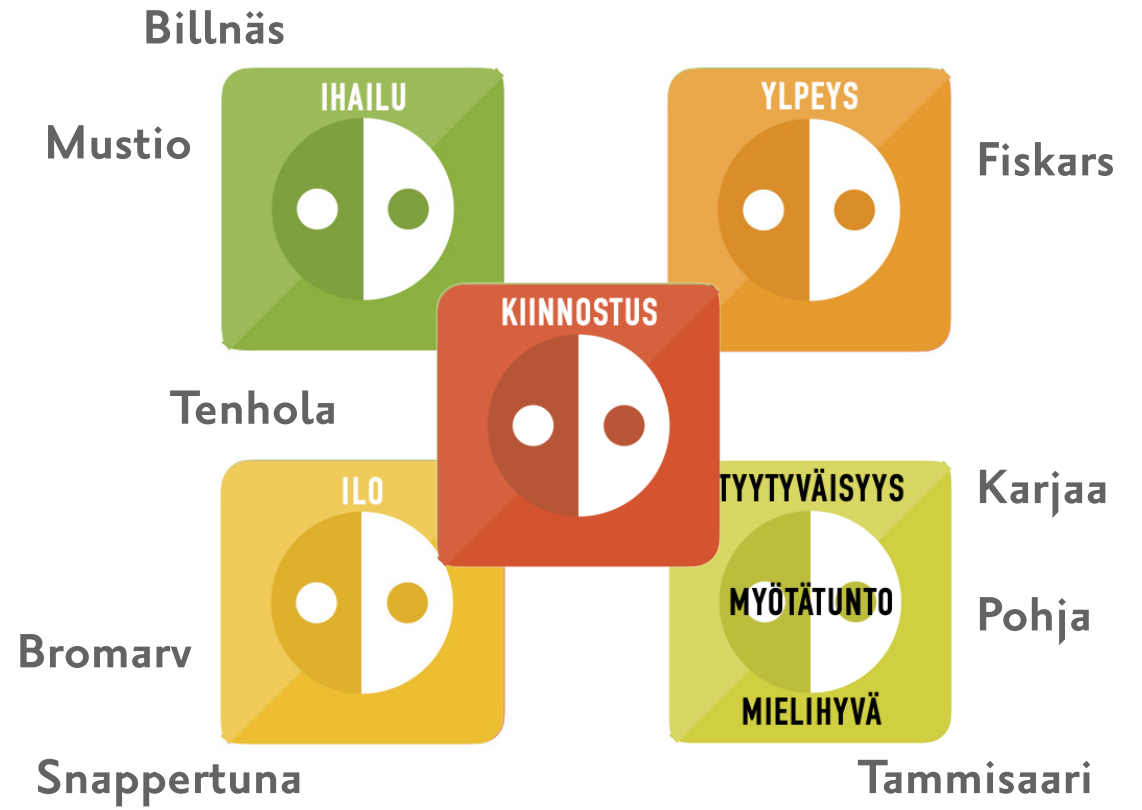 Billnäs
IHAILU
YLPEYS
Mustio
Fiskars
KIINNOSTUS
Tenhola
ILO
TYYTYVÄISYYS
Karjaa
MYÖTÄTUNTO
Pohja
Bromarv
MIELIHYVÄ
Snappertuna
Tammisaari